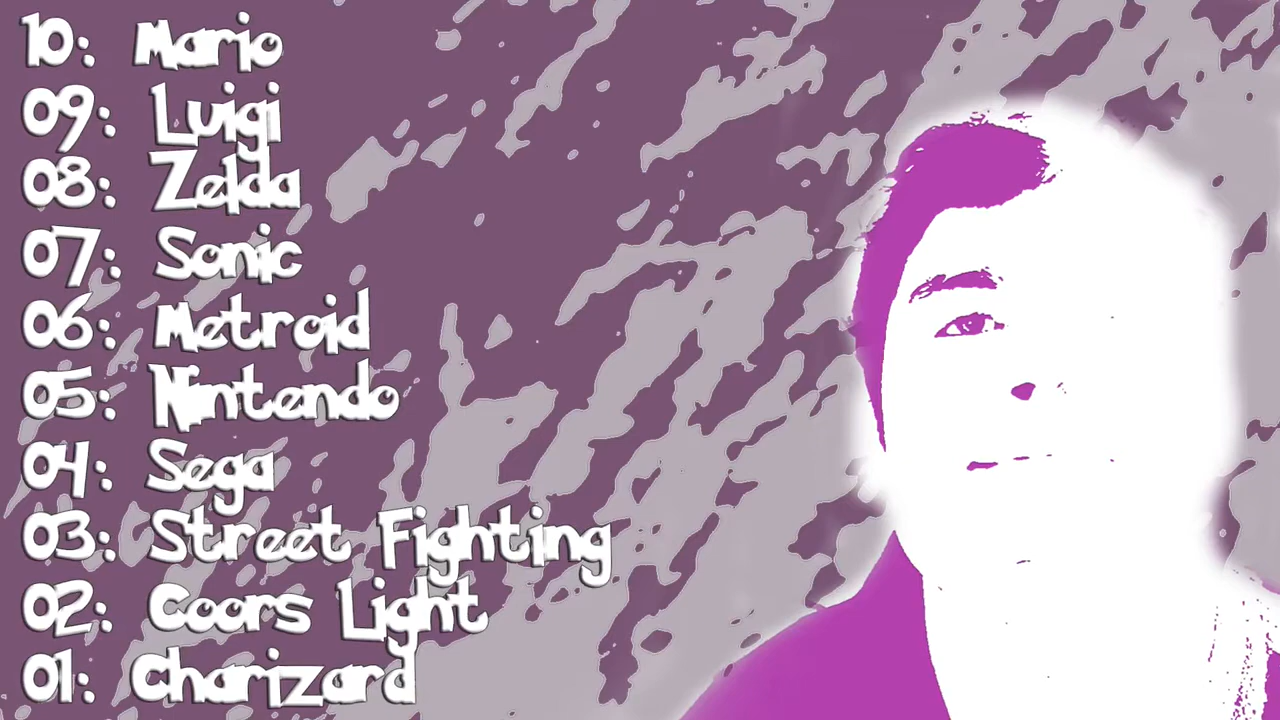 10: Mario
09: Luigi
08: Zelda
07: Sonic
06: Metroid
05: Nintendo
04: Sega
03: Street Fighting
02: Coors Light
01: Charizard